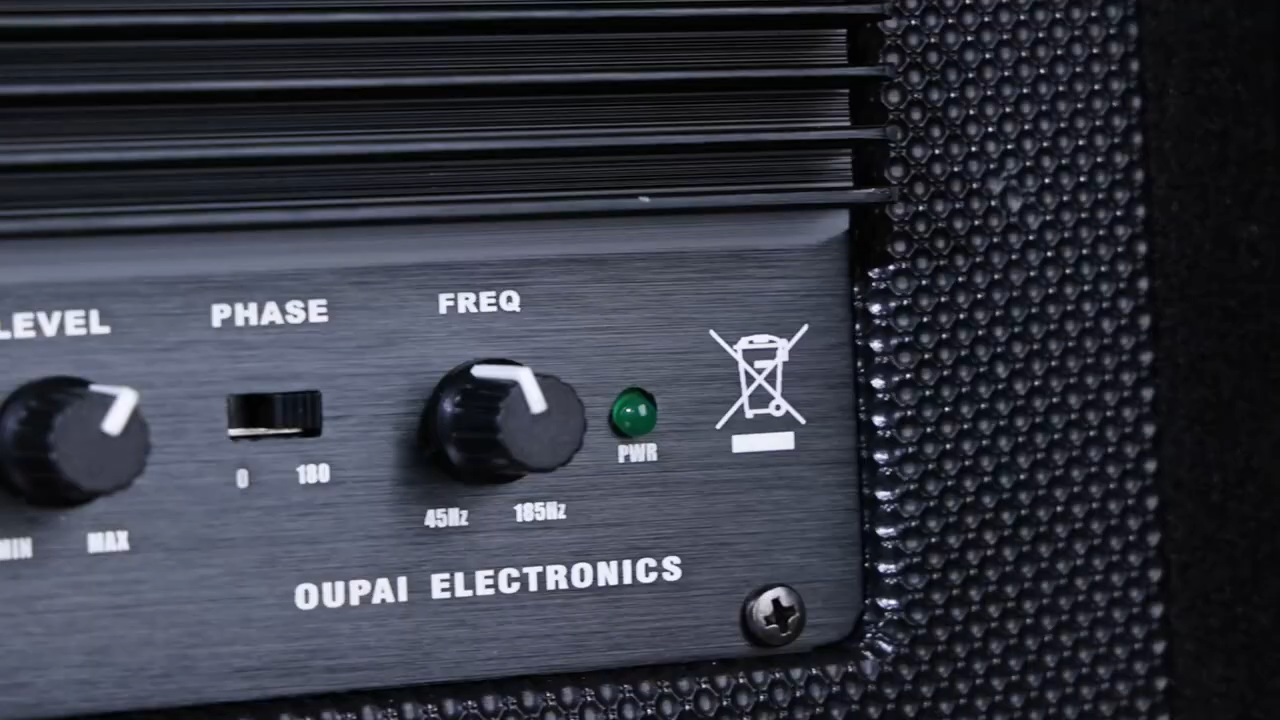 LEVEL PHASE FREQ
PWR
0 180
MIN MAX 45Hz 185Hz
OUPAI ELECTRONICS